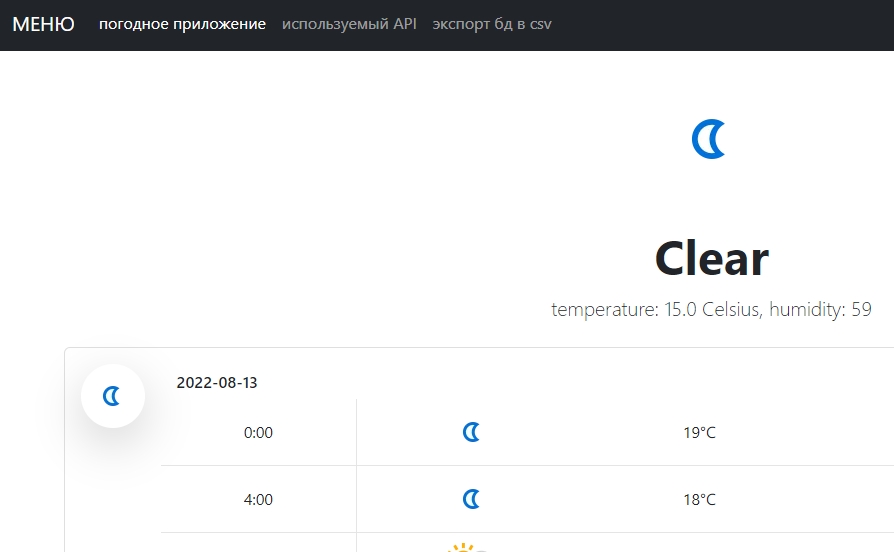 МЕНЮ погодное приложение используемый API экспорт бд в csv
Clear
temperature: 15.0 Celsius, humidity: 59
2022-08-13
0:00 19°C
4:00 18°C